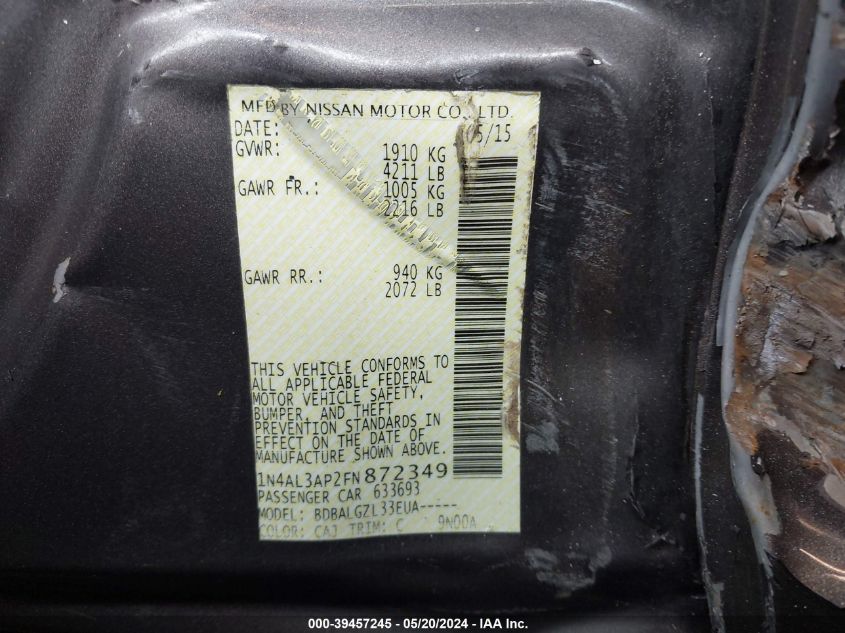 MFD BY NISSAN MOTOR CO., LTD.
DATE: 05/15
GVWR: 1910 KG
4211 LB
GAWR FR.: 1005 KG
2216 LB
GAWR RR.: 940 KG
2072 LB
THIS VEHICLE CONFORMS TO
ALL APPLICABLE FEDERAL
MOTOR VEHICLE SAFETY,
BUMPER, AND THEFT
PREVENTION STANDARDS IN
EFFECT ON THE DATE OF
MANUFACTURE SHOWN ABOVE.
1N4AL3AP2FN872349
PASSENGER CAR 633693
MODEL: BDBALGZL33EUA-----
COLOR: CAJ TRIM: C 9N00A
000-39457245 - 05/20/2024 - IAA Inc.